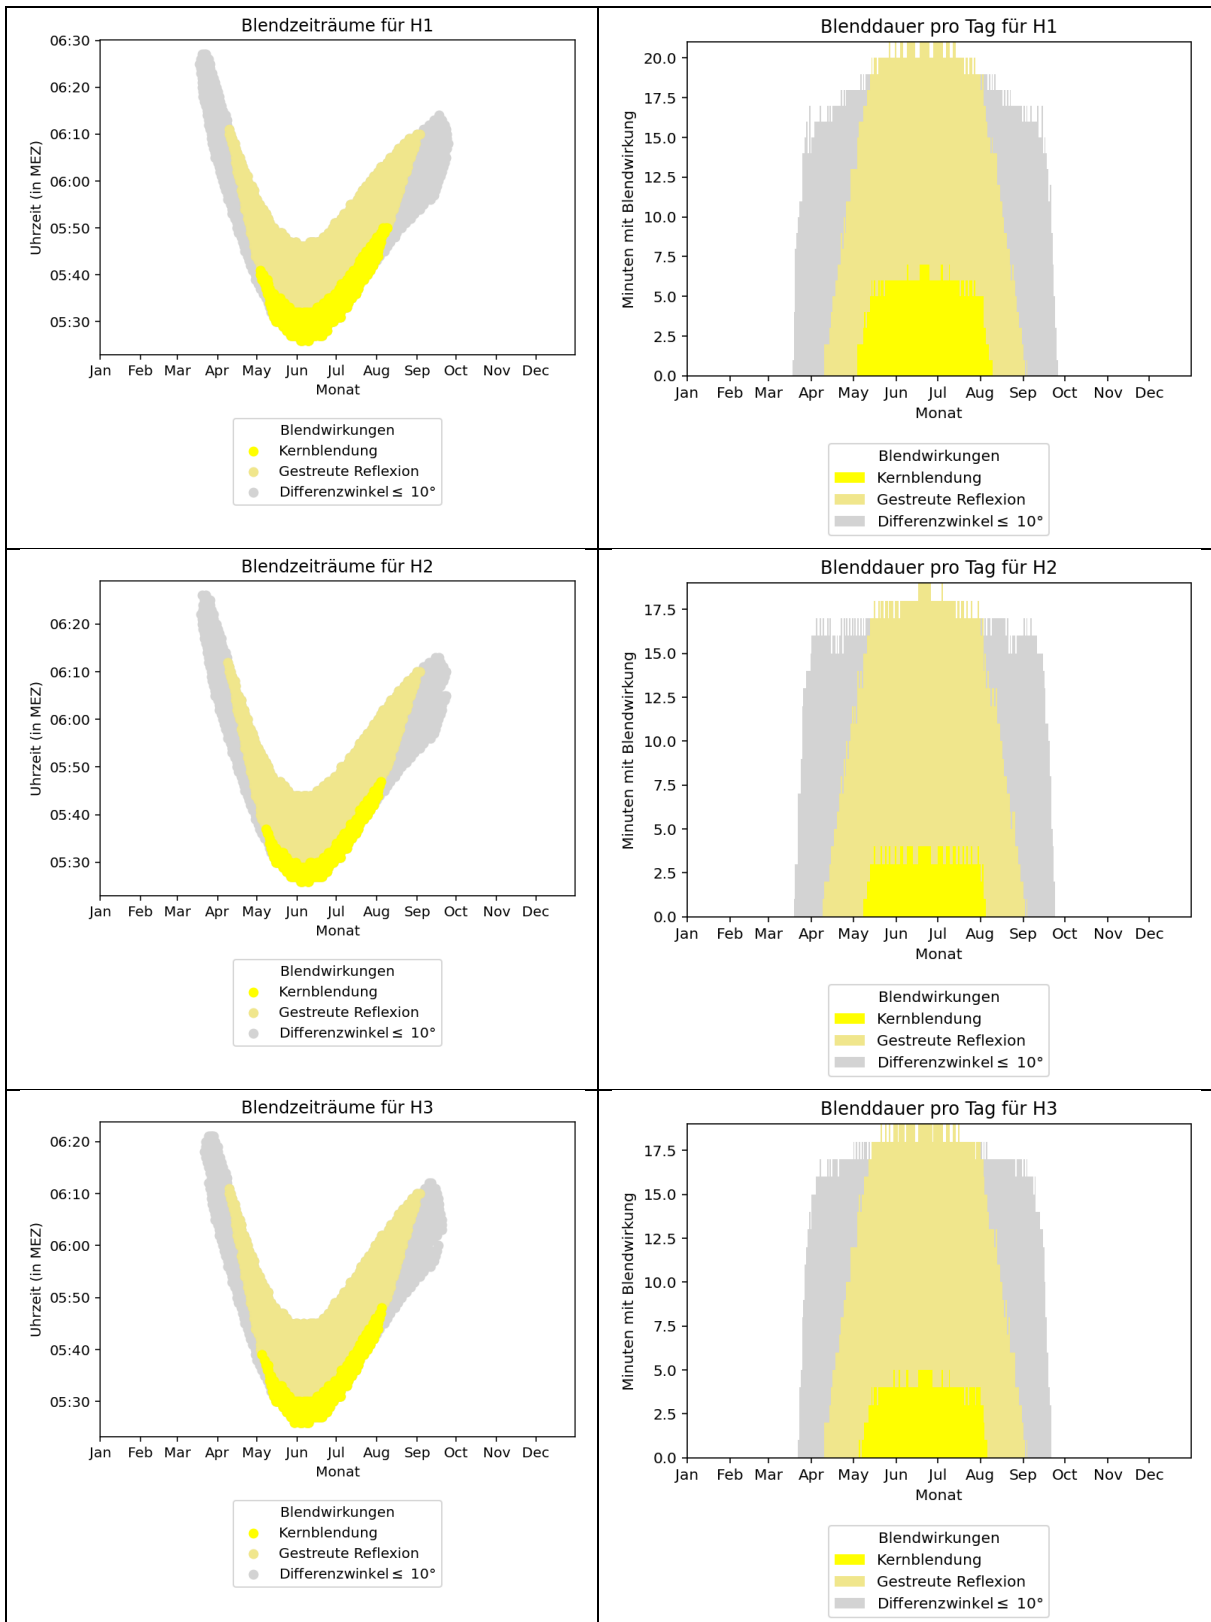 Blendzeiträume für H1
06:30
06:20
06:10
06:00
05:50
05:40
05:30
Uhrzeit (in MEZ)
Jan Feb Mar Apr May Jun Jul Aug Sep Oct Nov Dec
Monat
Blendwirkungen
Kernblendung
Gestreute Reflexion
Differenzwinkel ≤ 10°
Blenddauer pro Tag für H1
20.0
17.5
15.0
12.5
10.0
7.5
5.0
2.5
0.0
Minuten mit Blendwirkung
Jan Feb Mar Apr May Jun Jul Aug Sep Oct Nov Dec
Monat
Blendwirkungen
Kernblendung
Gestreute Reflexion
Differenzwinkel ≤ 10°
Blendzeiträume für H2
06:20
06:10
06:00
05:50
05:40
05:30
Uhrzeit (in MEZ)
Jan Feb Mar Apr May Jun Jul Aug Sep Oct Nov Dec
Monat
Blendwirkungen
Kernblendung
Gestreute Reflexion
Differenzwinkel ≤ 10°
Blenddauer pro Tag für H2
17.5
15.0
12.5
10.0
7.5
5.0
2.5
0.0
Minuten mit Blendwirkung
Jan Feb Mar Apr May Jun Jul Aug Sep Oct Nov Dec
Monat
Blendwirkungen
Kernblendung
Gestreute Reflexion
Differenzwinkel ≤ 10°
Blendzeiträume für H3
06:20
06:10
06:00
05:50
05:40
05:30
Uhrzeit (in MEZ)
Jan Feb Mar Apr May Jun Jul Aug Sep Oct Nov Dec
Monat
Blendwirkungen
Kernblendung
Gestreute Reflexion
Differenzwinkel ≤ 10°
Blenddauer pro Tag für H3
17.5
15.0
12.5
10.0
7.5
5.0
2.5
0.0
Minuten mit Blendwirkung
Jan Feb Mar Apr May Jun Jul Aug Sep Oct Nov Dec
Monat
Blendwirkungen
Kernblendung
Gestreute Reflexion
Differenzwinkel ≤ 10°